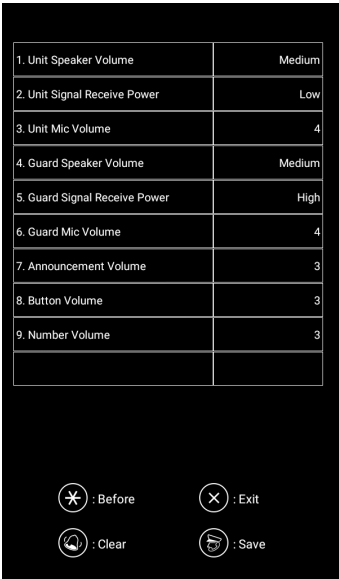 1. Unit Speaker Volume Medium
2. Unit Signal Receive Power Low
3. Unit Mic Volume 4
4. Guard Speaker Volume Medium
5. Guard Signal Receive Power High
6. Guard Mic Volume 4
7. Announcement Volume 3
8. Button Volume 3
9. Number Volume 3
: Before : Exit
: Clear : Save